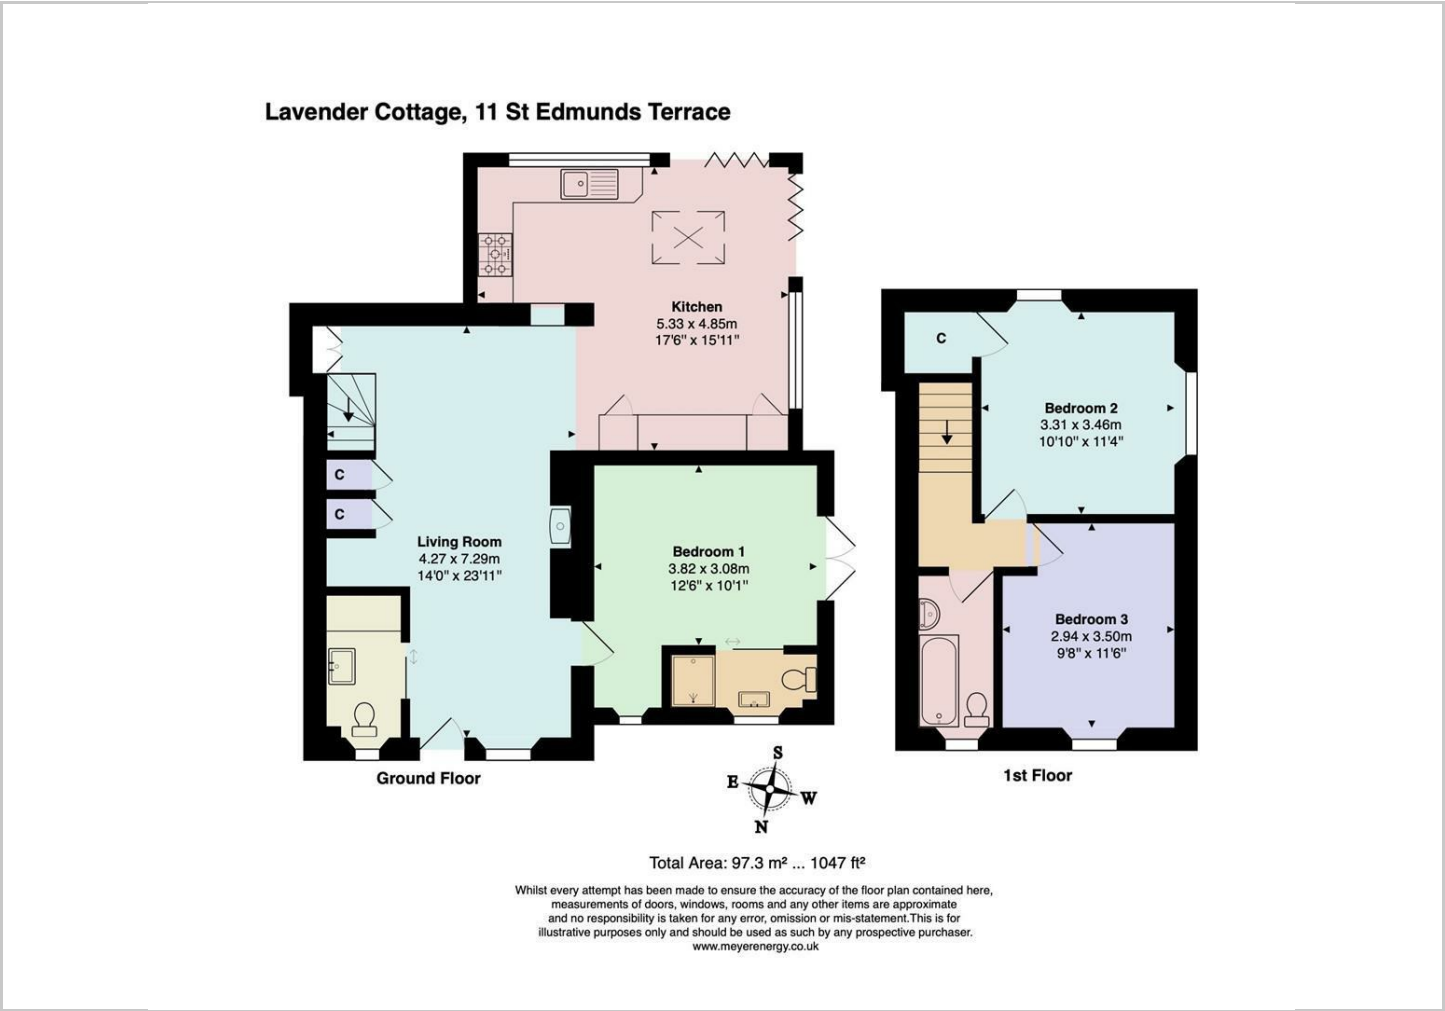 Lavender Cottage, 11 St Edmunds Terrace
Kitchen
5.33 x 4.85m
17'6" x 15'11"
C
C
Living Room
4.27 x 7.29m
14'0" x 23'11"
Bedroom 1
3.82 x 3.08m
12'6" x 10'1"
Ground Floor
C
Bedroom 2
3.31 x 3.46m
10'10" x 11'4"
Bedroom 3
2.94 x 3.50m
9'8" x 11'6"
1st Floor
S
E
W
N
Total Area: 97.3 m² ... 1047 ft²
Whilst every attempt has been made to ensure the accuracy of the floor plan contained here,
measurements of doors, windows, rooms and any other items are approximate
and no responsibility is taken for any error, omission or mis-statement.This is for
illustrative purposes only and should be used as such by any prospective purchaser.
www.meyerenergy.co.uk